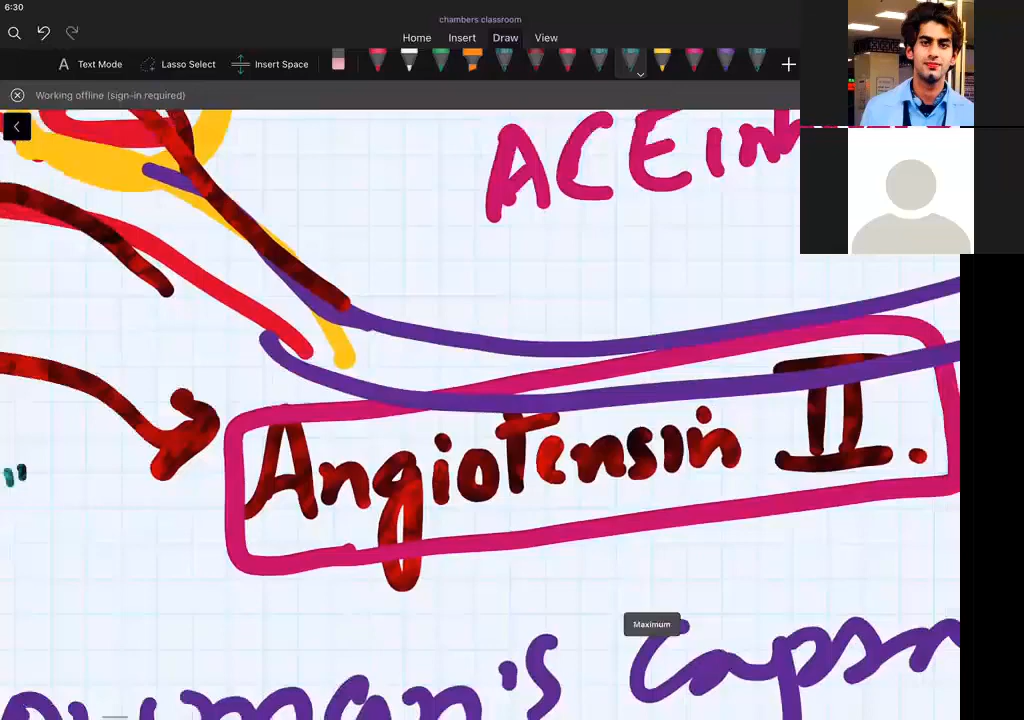 6:30
chambers classroom
Home Insert Draw View
Text Mode Lasso Select Insert Space
Working offline (sign-in required)
Angiotensin II.
Maximum